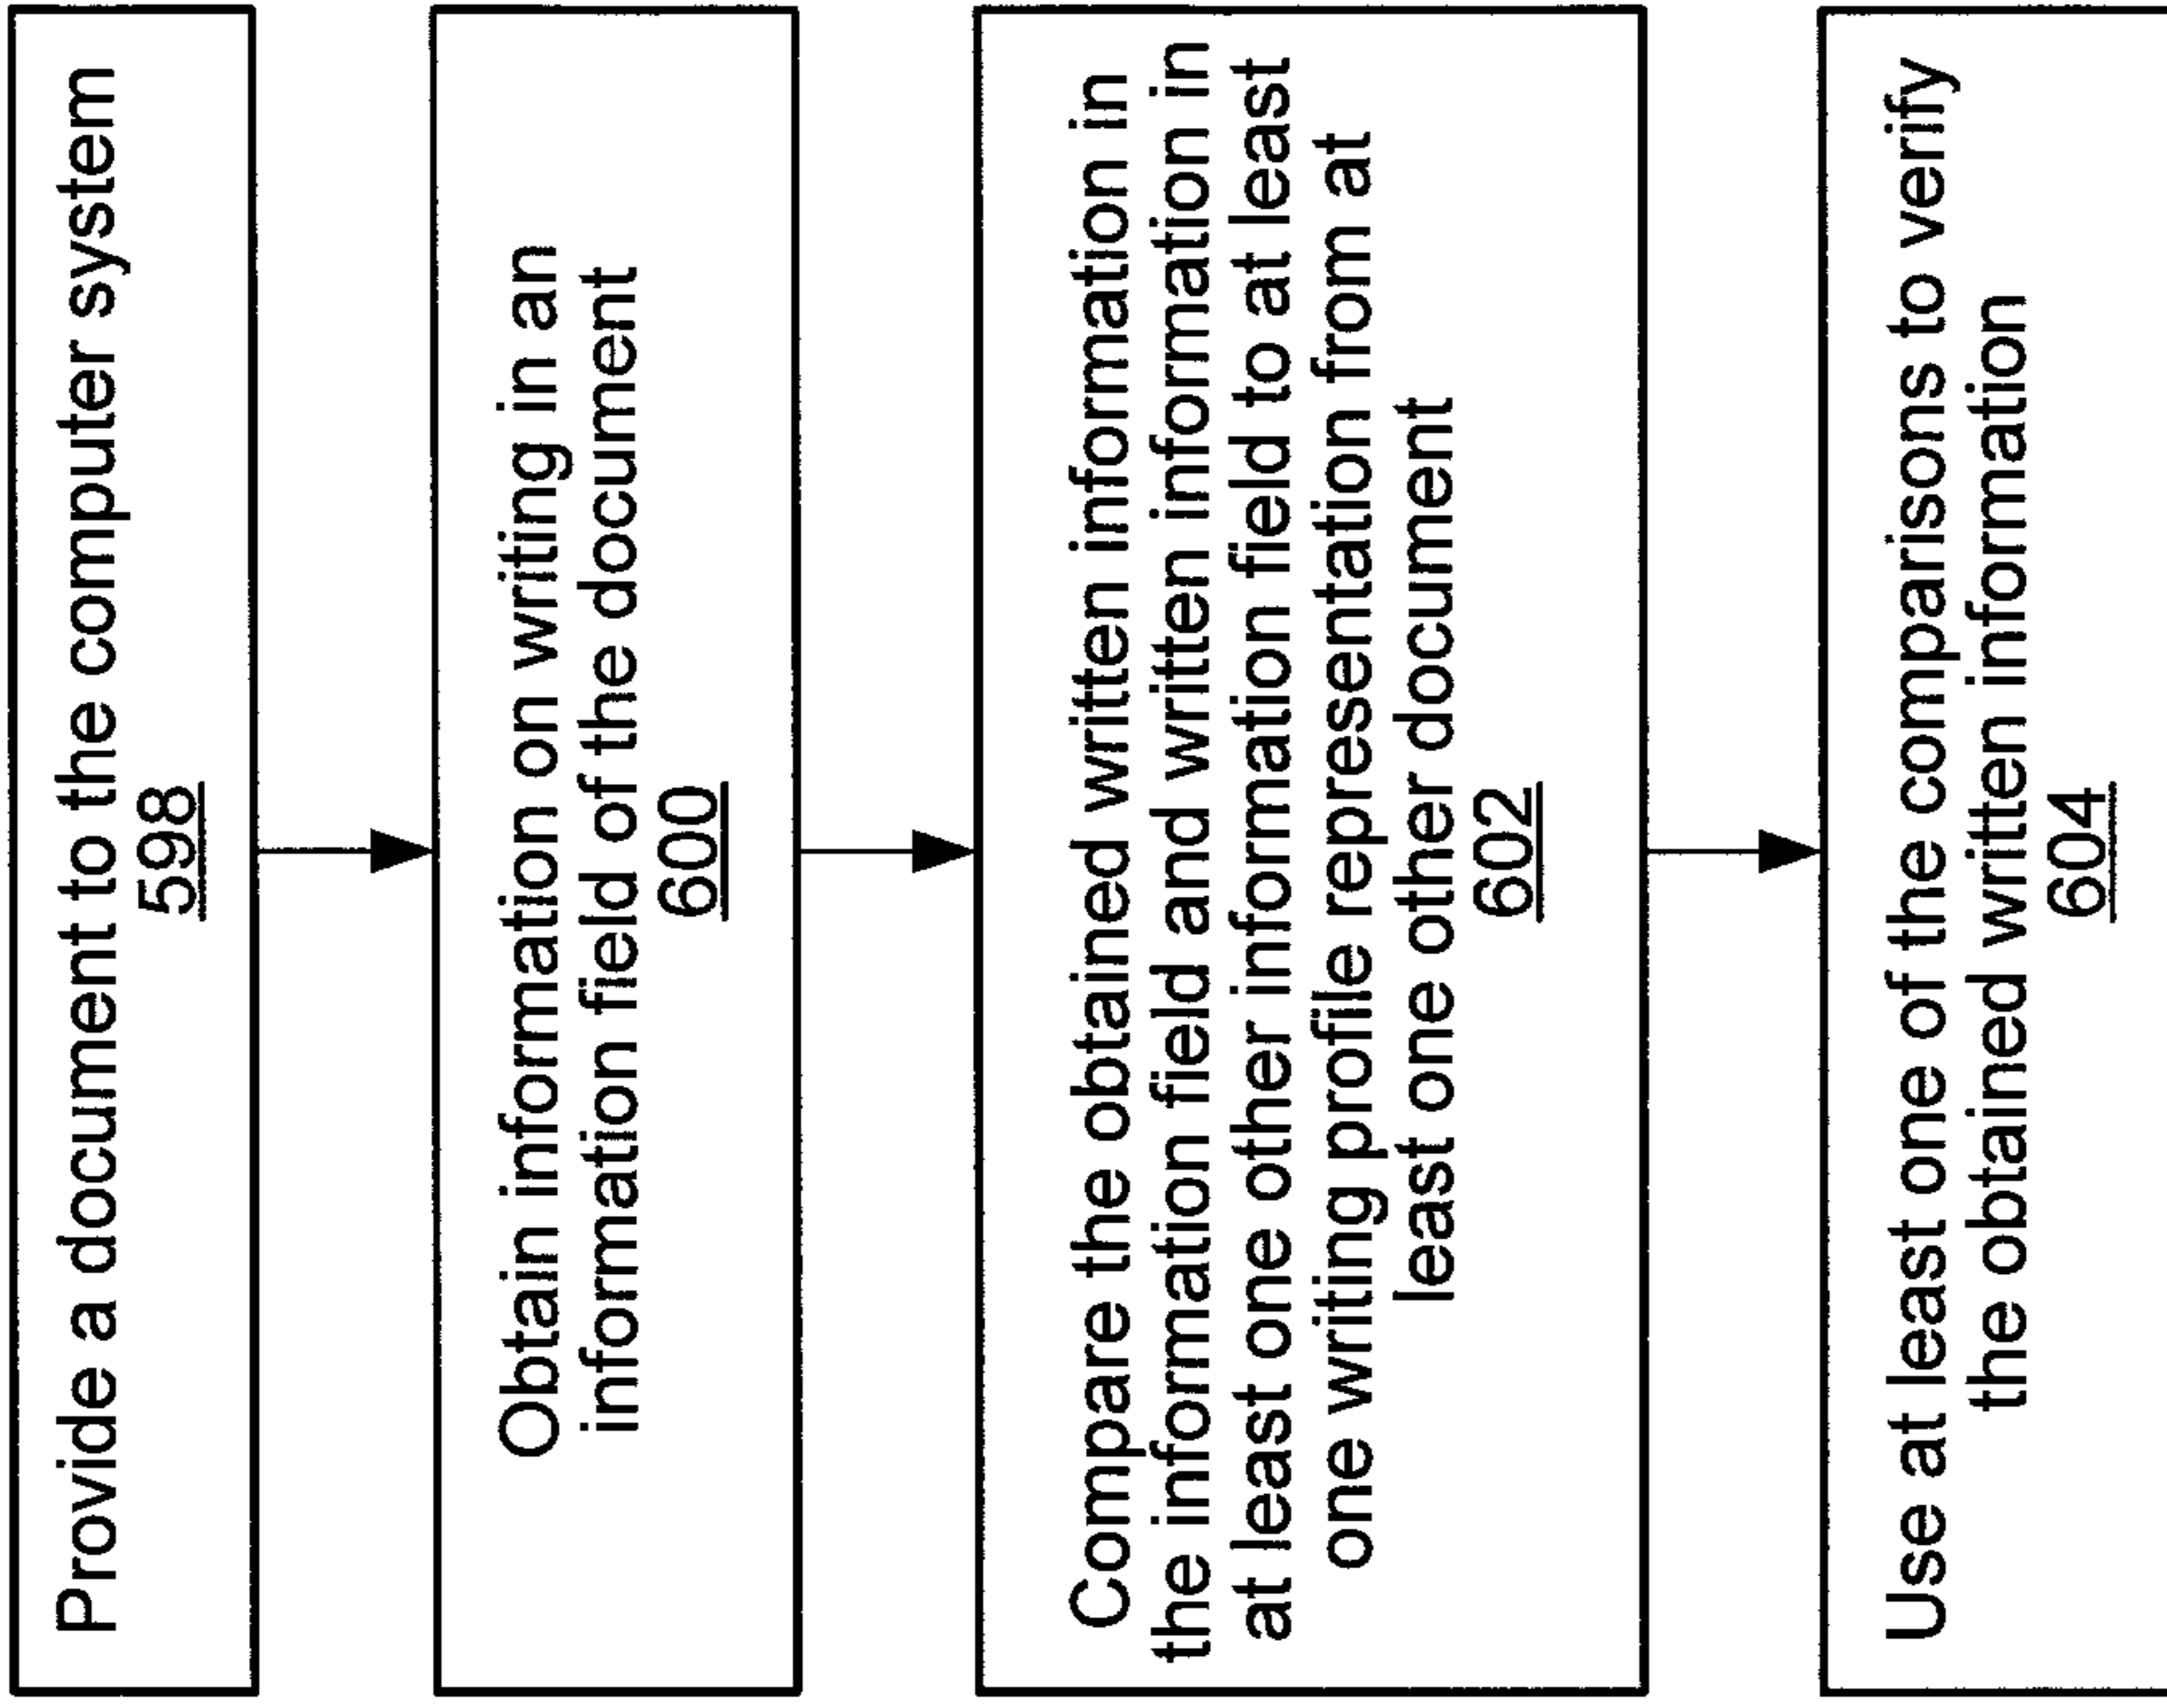 Provide a document to the computer system
598
Obtain information on writing in an
information field of the document
600
Compare the obtained written information in
the information field and written information in
at least one other information field to at least
one writing profile representation from at
least one other document
602
Use at least one of the comparisons to verify
the obtained written information
604